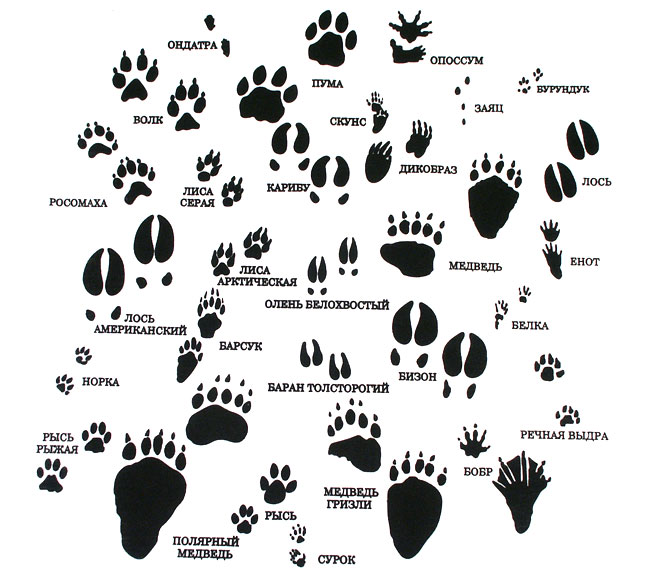 ОНДАТРА
ПУМА
ОПОССУМ
ВОЛК
СКУНС
ЗАЯЦ
БУРУНДУК
РОСОМАХА
ЛИСА
СЕРАЯ
КАРИБУ
ДИКОБРАЗ
ЛОСЬ
ЛИСА
АРКТИЧЕСКАЯ
МЕДВЕДЬ
ЕНОТ
ОЛЕНЬ БЕЛОХВОСТЫЙ
ЛОСЬ
АМЕРИКАНСКИЙ
БЕЛКА
БАРСУК
НОРКА
БАРАН ТОЛСТОРОГИЙ
БИЗОН
РЫСЬ
РЫЖАЯ
РЕЧНАЯ ВЫДРА
БОБР
МЕДВЕДЬ
ГРИЗЛИ
РЫСЬ
ПОЛЯРНЫЙ
МЕДВЕДЬ
СУРОК